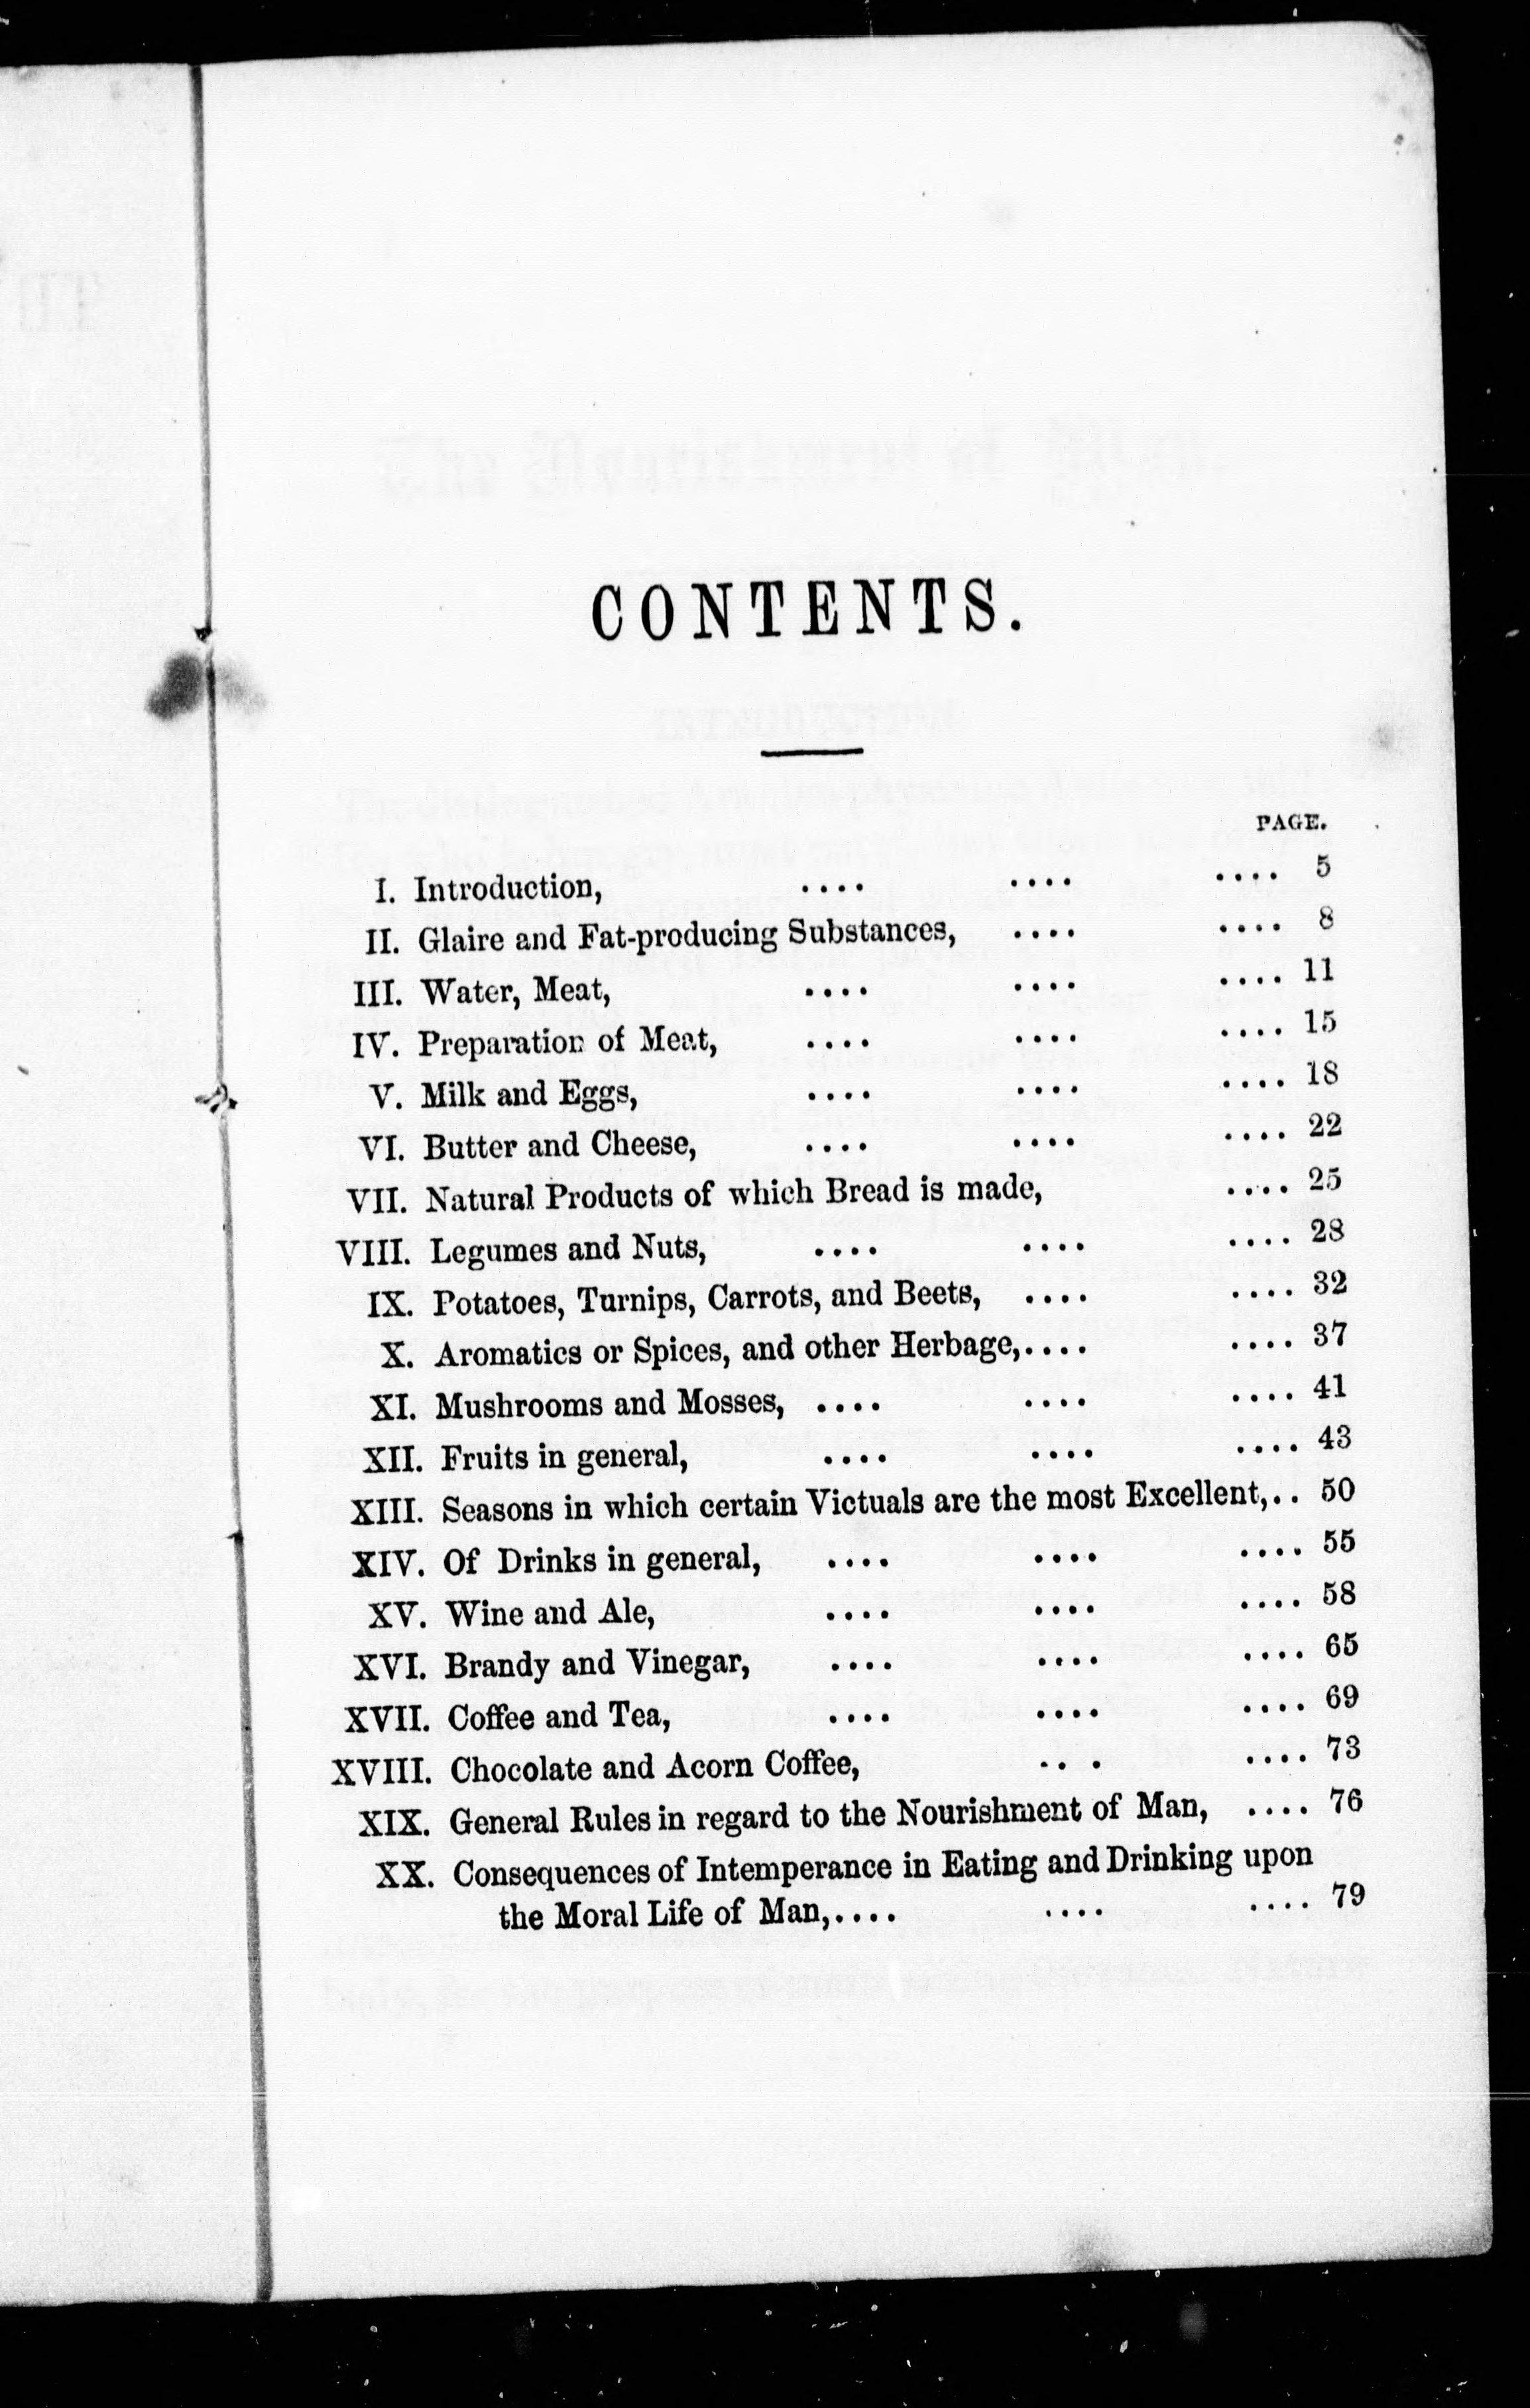 CONTENTS.
PAGE.
I. Introduction, .... .... .... 5
II. Glaire and Fat-producing Substances, .... .... 8
III. Water, Meat, .... .... .... 11
IV. Preparation of Meat, .... .... .... 15
V. Milk and Eggs, .... .... .... 18
VI. Butter and Cheese, .... .... .... 22
VII. Natural Products of which Bread is made, .... 25
VIII. Legumes and Nuts, .... .... .... 28
IX. Potatoes, Turnips, Carrots, and Beets, .... .... 32
X. Aromatics or Spices, and other Herbage,.... .... 37
XI. Mushrooms and Mosses, .... .... .... 41
XII. Fruits in general, .... .... .... 43
XIII. Seasons in which certain Victuals are the most Excellent,.. 50
XIV. Of Drinks in general, .... .... .... 55
XV. Wine and Ale, .... .... .... 58
XVI. Brandy and Vinegar, .... .... .... 65
XVII. Coffee and Tea, .... .... .... 69
XVIII. Chocolate and Acorn Coffee, .. . .... 73
XIX. General Rules in regard to the Nourishment of Man, .... 76
XX. Consequences of Intemperance in Eating and Drinking upon
the Moral Life of Man,.... .... .... 79